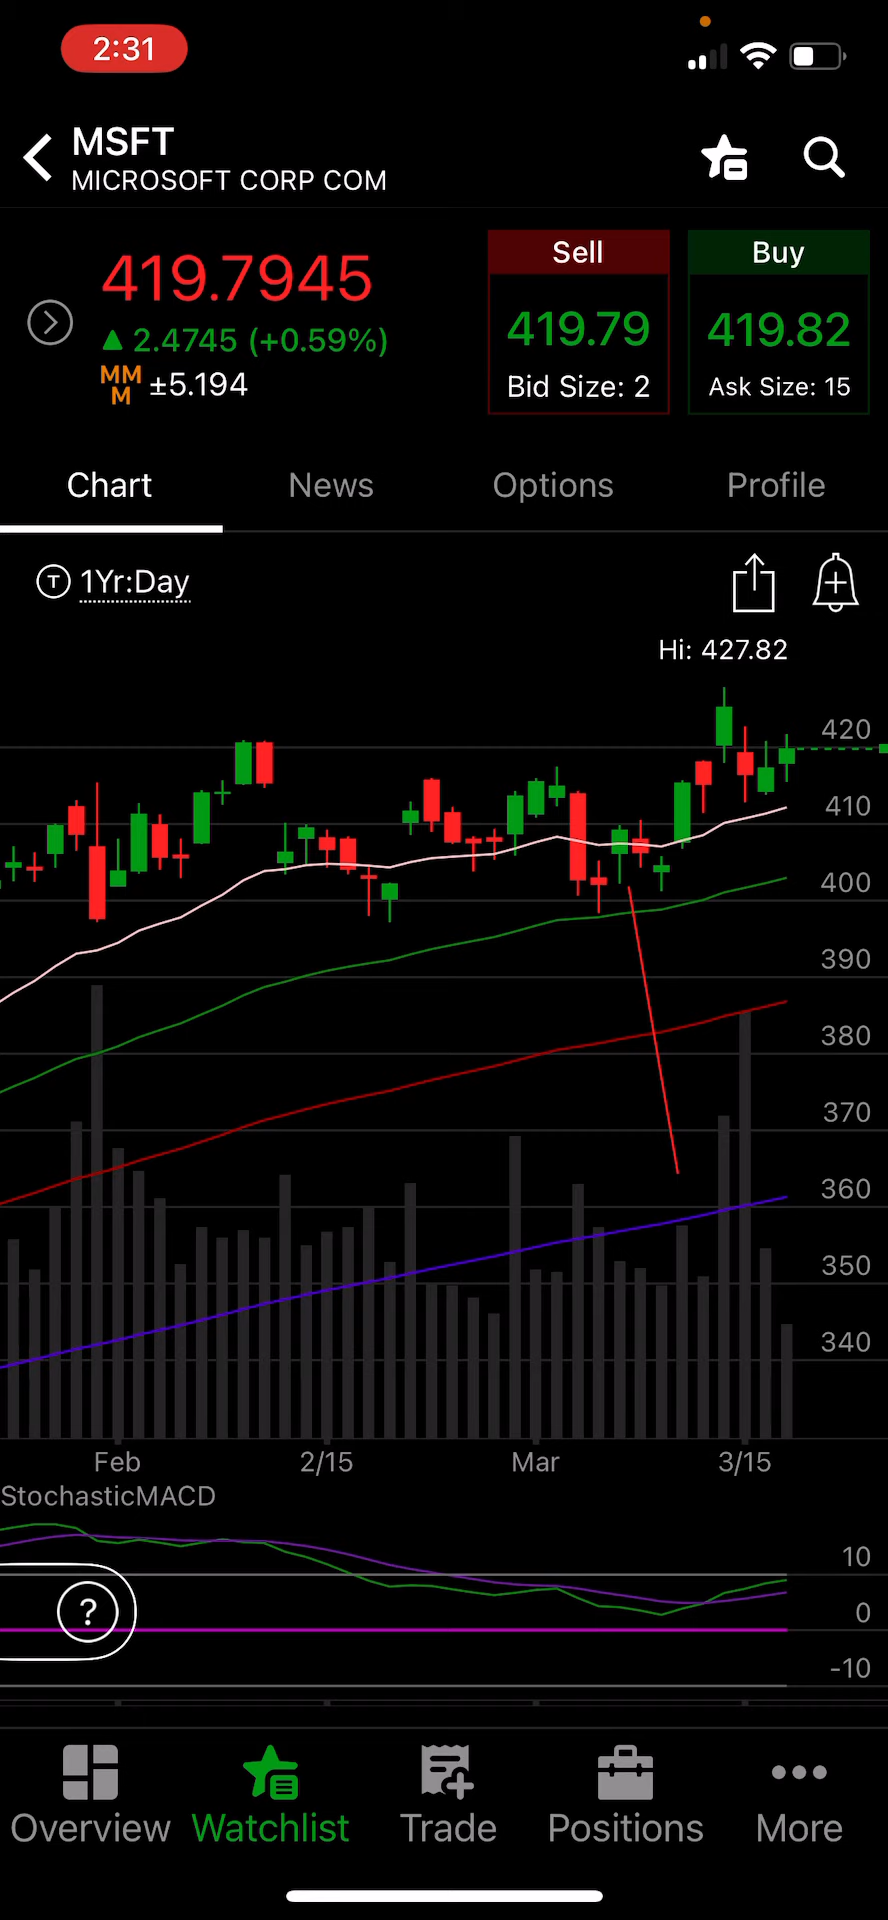 2:31
MSFT
MICROSOFT CORP COM
419.7945
2.4745 (+0.59%)
MMM ±5.194
Sell
419.79
Bid Size: 2
Buy
419.82
Ask Size: 15
Chart
News
Options
Profile
T 1Yr:Day
Hi: 427.82
420
410
400
390
380
370
360
350
340
Feb
2/15
Mar
3/15
StochasticMACD
10
0
-10
?
Overview
Watchlist
Trade
Positions
More